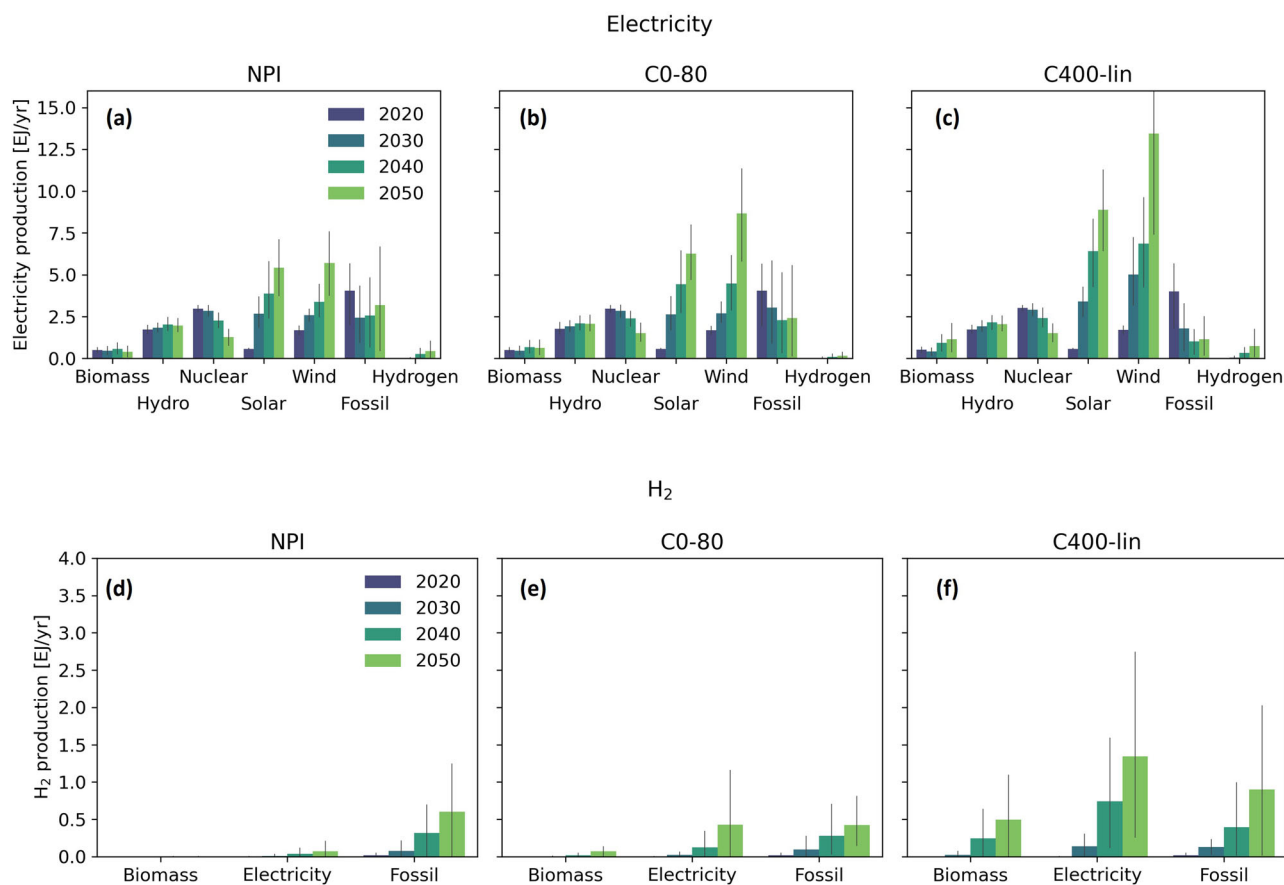 Electricity
NPI
C0-80
C400-lin
Electricity production [EJ/yr]
15.0
12.5
10.0
7.5
5.0
2.5
0.0
(a)
2020
2030
2040
2050
(b)
(c)
Biomass Nuclear Wind Hydrogen
Hydro Solar Fossil
Biomass Nuclear Wind Hydrogen
Hydro Solar Fossil
Biomass Nuclear Wind Hydrogen
Hydro Solar Fossil
H₂
NPI
C0-80
C400-lin
H₂ production [EJ/yr]
4.0
3.5
3.0
2.5
2.0
1.5
1.0
0.5
0.0
(d)
2020
2030
2040
2050
(e)
(f)
Biomass Electricity Fossil
Biomass Electricity Fossil
Biomass Electricity Fossil